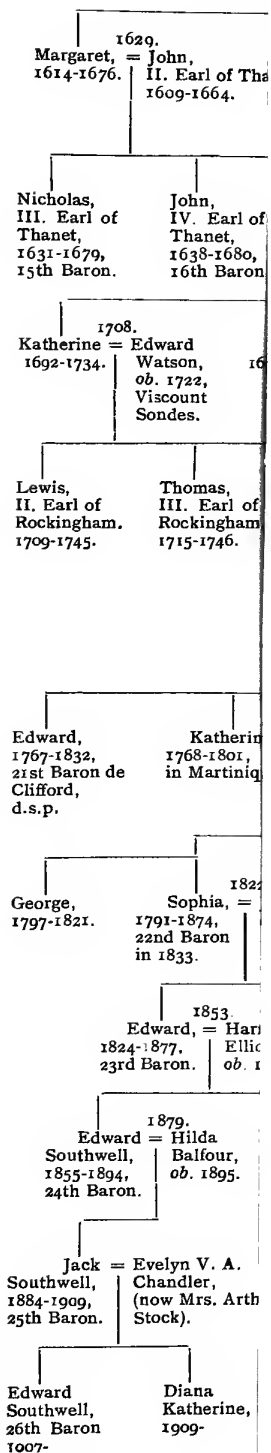 1629.
Margaret, = John,
1614-1676. II. Earl of
1609-1664.
Nicholas, John,
III. Earl of IV. Earl of
Thanet, Thanet,
1631-1679, 1638-1680,
15th Baron. 16th Baron
1708.
Katherine = Edward
1692-1734. Watson,
ob. 1722,
Viscount
Sondes.
Lewis, Thomas,
II. Earl of III. Earl of
Rockingham. Rockingham
1709-1745. 1715-1746.
Edward,
1767-1832, 1768-1801,
21st Baron de in
Clifford,
d.s.p.
George, Sophia, =
1797-1821. 1791-1874,
22nd Baron
in 1833.
1853.
Edward, =
1824-1877,
23rd Baron. ob.
1879.
Edward = Hilda
Southwell, Balfour,
1855-1894, ob. 1895.
24th Baron.
Jack = Evelyn V. A.
Southwell, Chandler,
1884-1909, (now Mrs.
25th Baron. Stock).
Edward Diana
Southwell, Katherine,
26th Baron 1909-
1907-